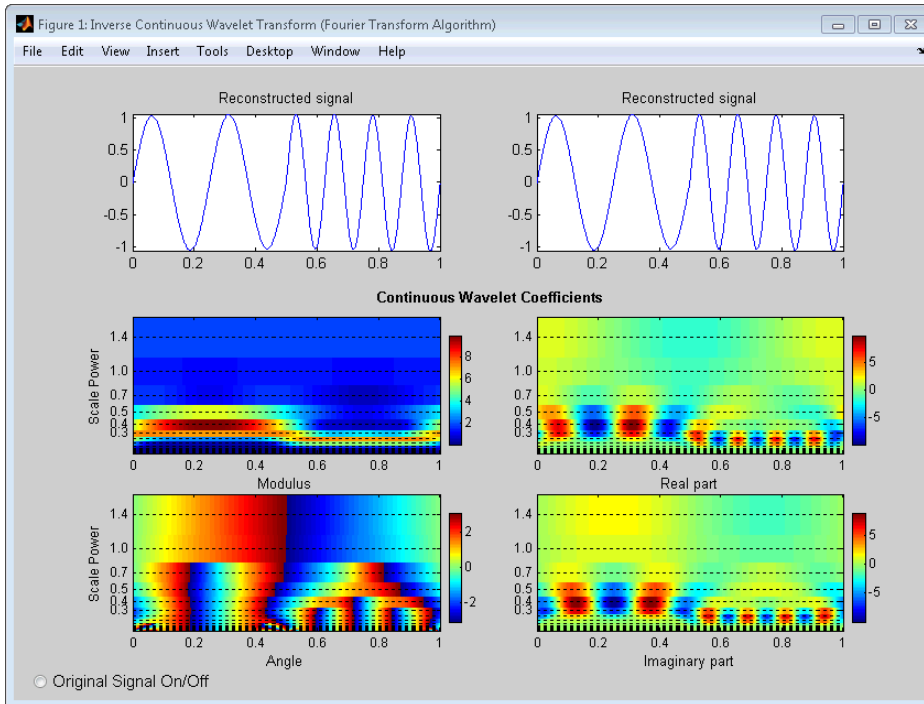 Figure 1: Inverse Continuous Wavelet Transform (Fourier Transform Algorithm)
File Edit View Insert Tools Desktop Window Help
Reconstructed signal
Reconstructed signal
1
0.5
0
-0.5
-1
0 0.2 0.4 0.6 0.8 1
1
0.5
0
-0.5
-1
0 0.2 0.4 0.6 0.8 1
Continuous Wavelet Coefficients
Scale Power
1.4
1.0
0.7
0.5
0.4
0.3
0 0.2 0.4 0.6 0.8 1
8
6
4
2
Modulus
1.4
1.0
0.7
0.5
0.4
0.3
0 0.2 0.4 0.6 0.8 1
5
0
-5
Real part
Scale Power
1.4
1.0
0.7
0.5
0.4
0.3
0 0.2 0.4 0.6 0.8 1
2
0
-2
Angle
1.4
1.0
0.7
0.5
0.4
0.3
0 0.2 0.4 0.6 0.8 1
5
0
-5
Imaginary part
Original Signal On/Off